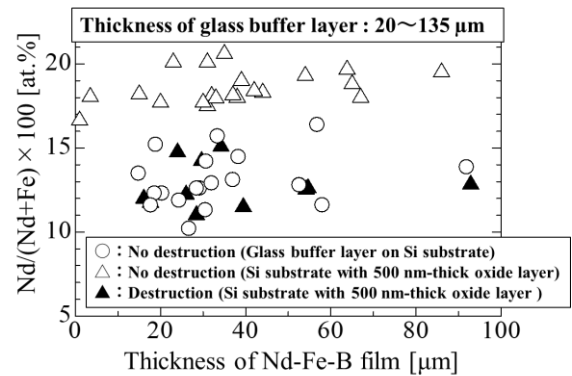 Thickness of glass buffer layer : 20～135 μm
Nd/(Nd+Fe) × 100 [at.%]
20
15
10
5
○ : No destruction (Glass buffer layer on Si substrate)
△ : No destruction (Si substrate with 500 nm-thick oxide layer)
▲ : Destruction (Si substrate with 500 nm-thick oxide layer )
0 20 40 60 80 100
Thickness of Nd-Fe-B film [μm]